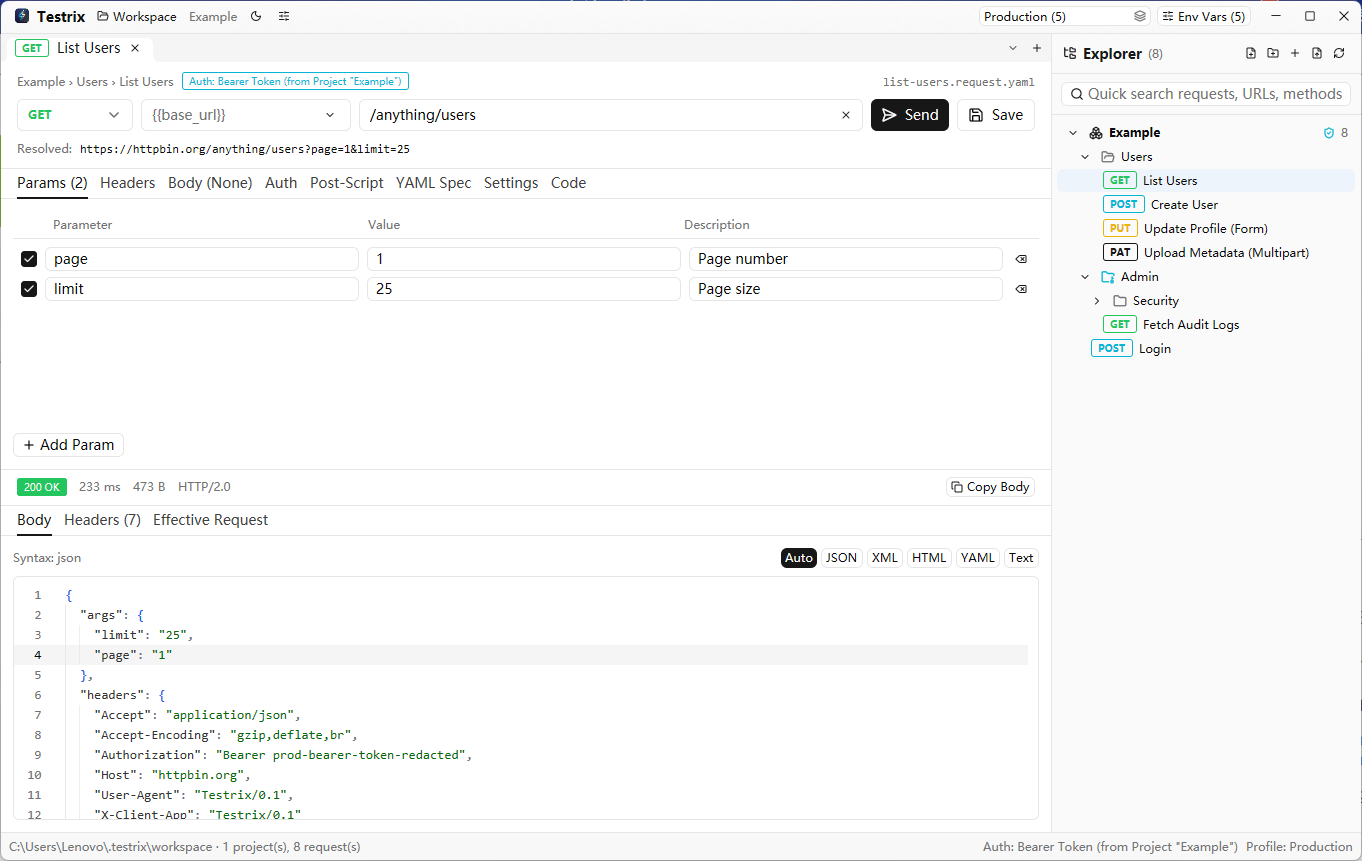 Testrix Workspace Example Production (5) Env Vars (5)
GET List Users
Explorer (8)
Example › Users › List Users Auth: Bearer Token (from Project "Example") list-users.request.yaml
Quick search requests, URLs, methods
GET {{base_url}} /anything/users Send Save
Resolved: https://httpbin.org/anything/users?page=1&limit=25
Params (2) Headers Body (None) Auth Post-Script YAML Spec Settings Code
Parameter Value Description
page 1 Page number
limit 25 Page size
Add Param
Example 8
Users
GET List Users
POST Create User
PUT Update Profile (Form)
PAT Upload Metadata (Multipart)
Admin
Security
GET Fetch Audit Logs
POST Login
200 OK 233 ms 473 B HTTP/2.0 Copy Body
Body Headers (7) Effective Request
Syntax: json Auto JSON XML HTML YAML Text
1 {
2 "args": {
3 "limit": "25",
4 "page": "1"
5 },
6 "headers": {
7 "Accept": "application/json",
8 "Accept-Encoding": "gzip,deflate,br",
9 "Authorization": "Bearer prod-bearer-token-redacted",
10 "Host": "httpbin.org",
11 "User-Agent": "Testrix/0.1",
12 "X-Client-App": "Testrix/0.1"
C:\Users\Lenovo\.testrix\workspace · 1 project(s), 8 request(s) Auth: Bearer Token (from Project "Example") Profile: Production